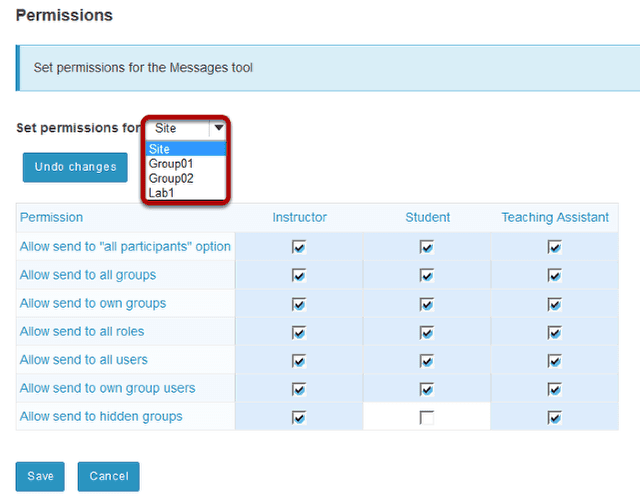 Permissions
Set permissions for the Messages tool
Set permissions for Site
Site
Group01
Group02
Lab1
Undo changes
Permission Instructor Student Teaching Assistant
Allow send to "all participants" option
Allow send to all groups
Allow send to own groups
Allow send to all roles
Allow send to all users
Allow send to own group users
Allow send to hidden groups
Save Cancel